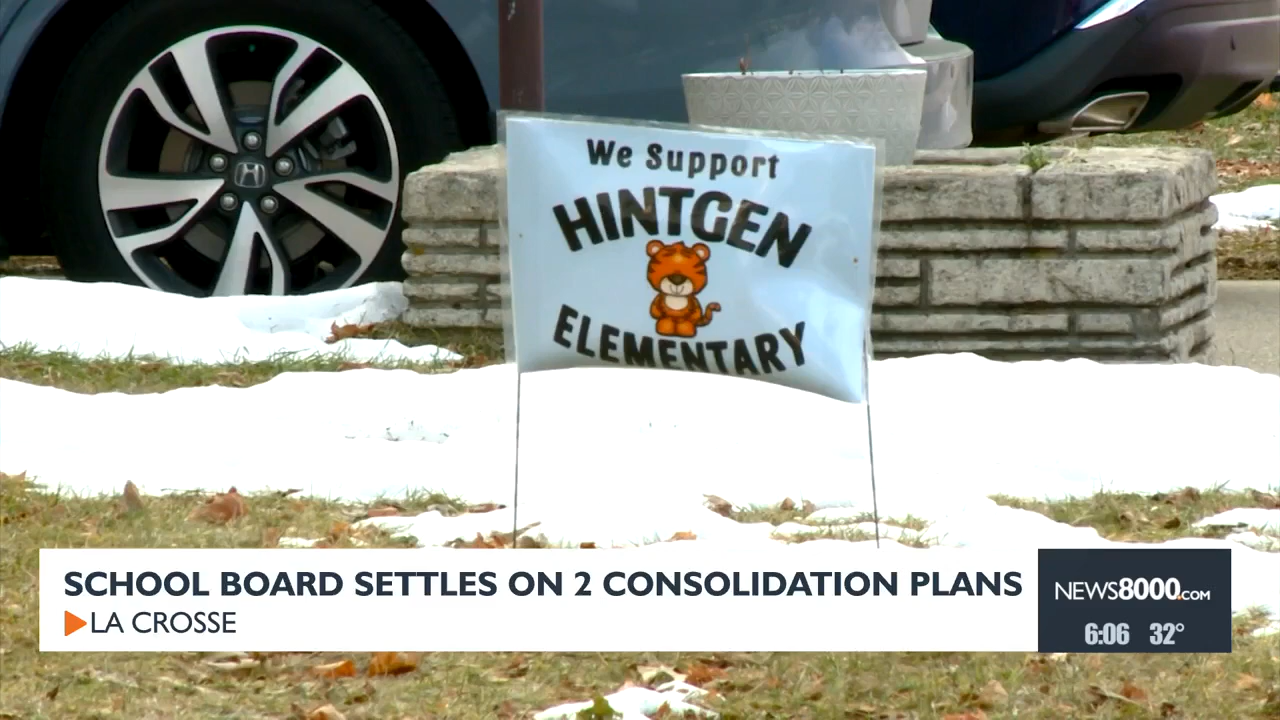 We Support
HINTGEN
ELEMENTARY
SCHOOL BOARD SETTLES ON 2 CONSOLIDATION PLANS
LA CROSSE
NEWS8000.COM
6:06 32°